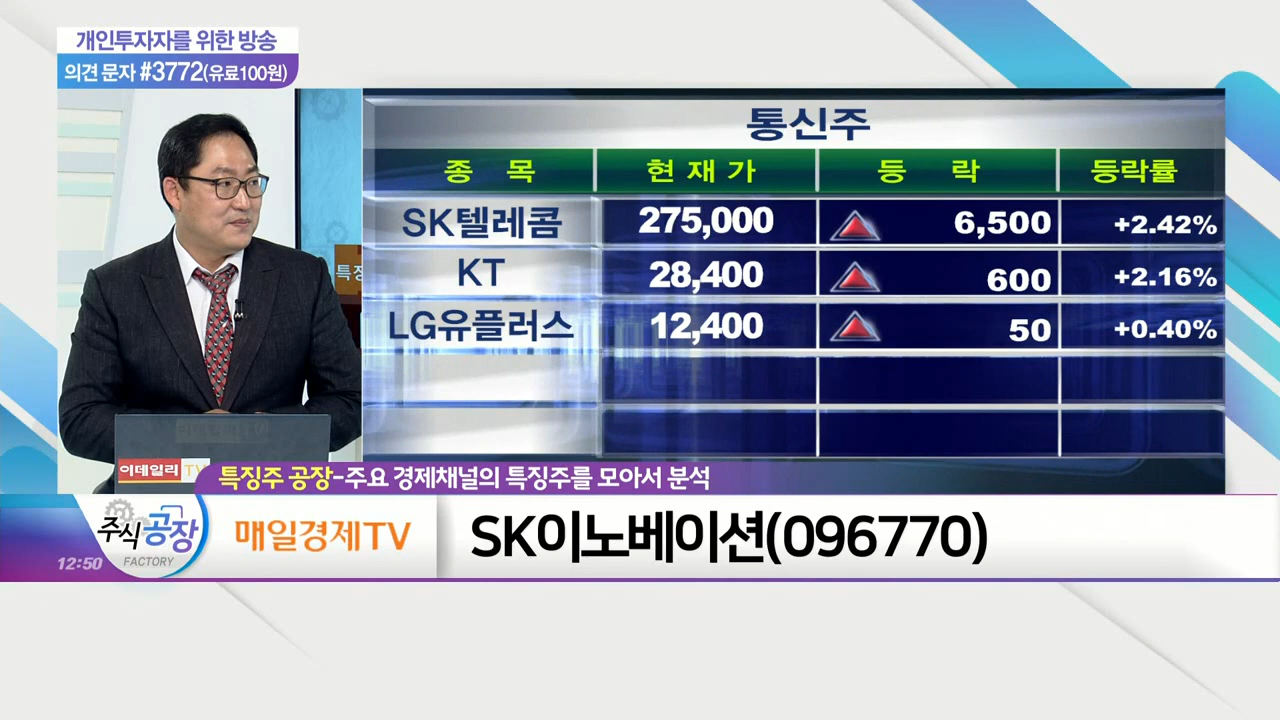 개인투자자를 위한 방송
의견 문자 #3772(유료100원)
통신주
종 목 현재가 등 락 등락률
SK텔레콤 275,000 6,500 +2.42%
KT 28,400 600 +2.16%
LG유플러스 12,400 50 +0.40%
특징
이데일리 TV
특징주 공장-주요 경제채널의 특징주를 모아서 분석
주식공장
FACTORY
12:50
매일경제TV
SK이노베이션(096770)